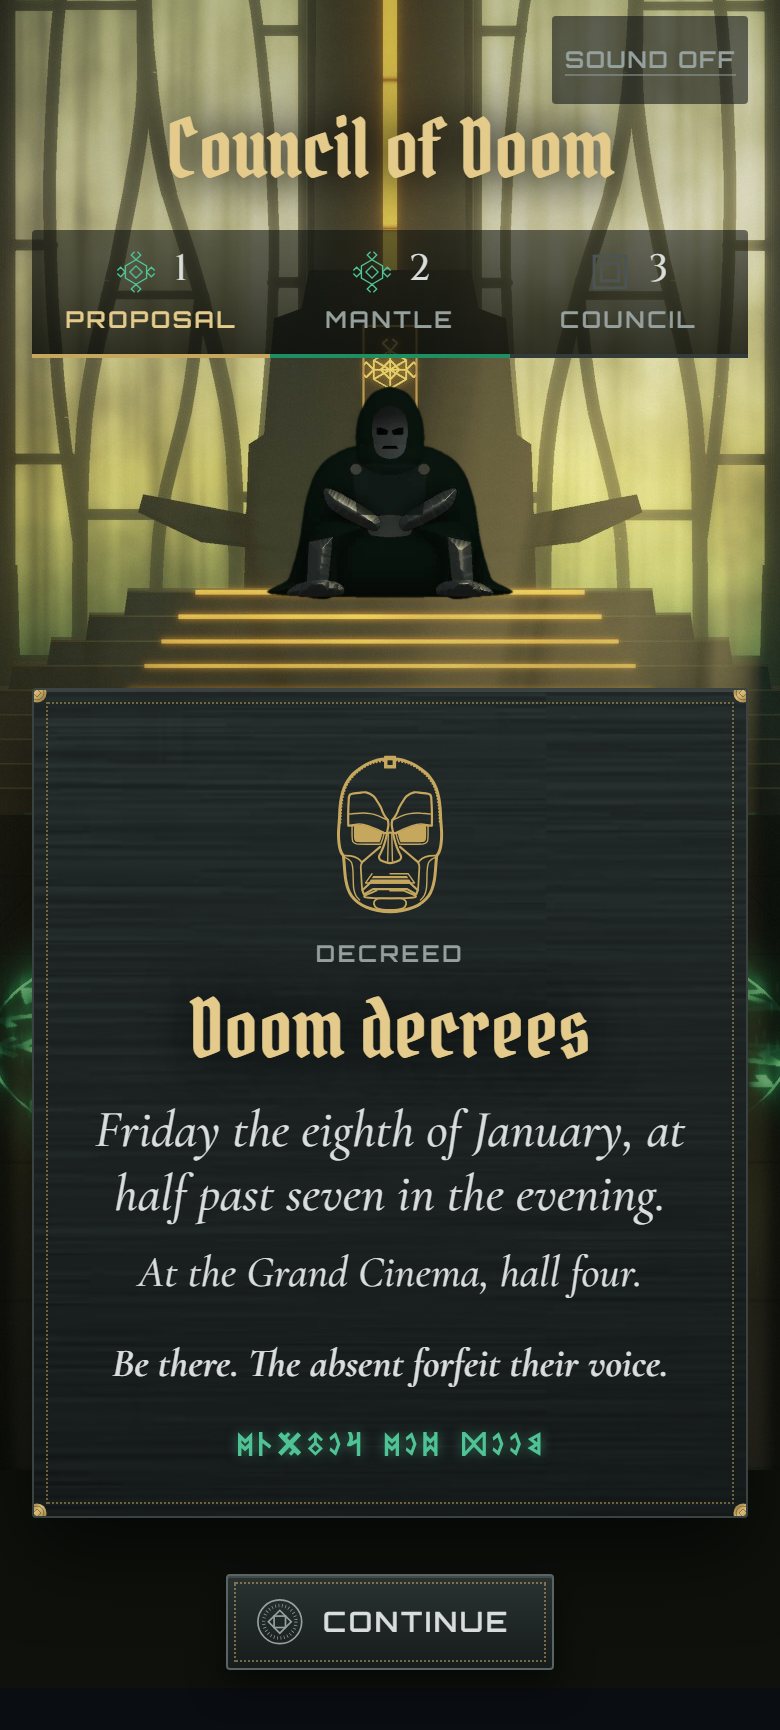 SOUND OFF
Council of Doom
1 2 3
PROPOSAL MANTLE COUNCIL
DECREED
Doom decrees
Friday the eighth of January, at
half past seven in the evening.
At the Grand Cinema, hall four.
Be there. The absent forfeit their voice.
CONTINUE